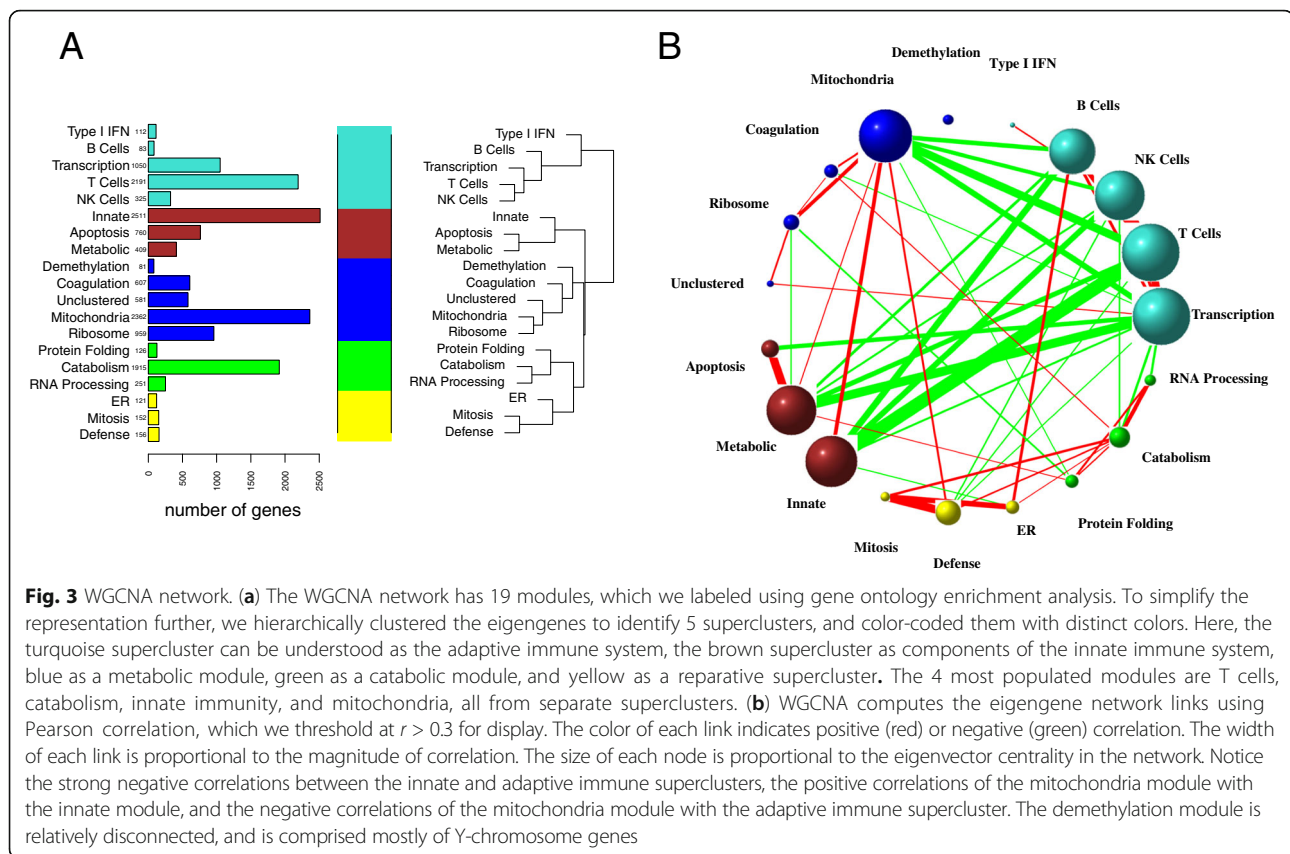 A
Type I IFN 112
B Cells 83
Transcription 1050
T Cells 2191
NK Cells 325
Innate 2511
Apoptosis 760
Metabolic 409
Demethylation 81
Coagulation 607
Unclustered 581
Mitochondria 2362
Ribosome 959
Protein Folding 126
Catabolism 1915
RNA Processing 251
ER 121
Mitosis 152
Defense 156
0 500 1000 1500 2000 2500
number of genes
Type I IFN
B Cells
Transcription
T Cells
NK Cells
Innate
Apoptosis
Metabolic
Demethylation
Coagulation
Unclustered
Mitochondria
Ribosome
Protein Folding
Catabolism
RNA Processing
ER
Mitosis
Defense
B
Demethylation
Type I IFN
Mitochondria
B Cells
Coagulation
NK Cells
Ribosome
T Cells
Unclustered
Transcription
Apoptosis
RNA Processing
Metabolic
Catabolism
Innate
Protein Folding
ER
Mitosis
Defense
Fig. 3 WGCNA network. (a) The WGCNA network has 19 modules, which we labeled using gene ontology enrichment analysis. To simplify the
representation further, we hierarchically clustered the eigengenes to identify 5 superclusters, and color-coded them with distinct colors. Here, the
turquoise supercluster can be understood as the adaptive immune system, the brown supercluster as components of the innate immune system,
blue as a metabolic module, green as a catabolic module, and yellow as a reparative supercluster. The 4 most populated modules are T cells,
catabolism, innate immunity, and mitochondria, all from separate superclusters. (b) WGCNA computes the eigengene network links using
Pearson correlation, which we threshold at r > 0.3 for display. The color of each link indicates positive (red) or negative (green) correlation. The width
of each link is proportional to the magnitude of correlation. The size of each node is proportional to the eigenvector centrality in the network. Notice
the strong negative correlations between the innate and adaptive immune superclusters, the positive correlations of the mitochondria module with
the innate module, and the negative correlations of the mitochondria module with the adaptive immune supercluster. The demethylation module is
relatively disconnected, and is comprised mostly of Y-chromosome genes